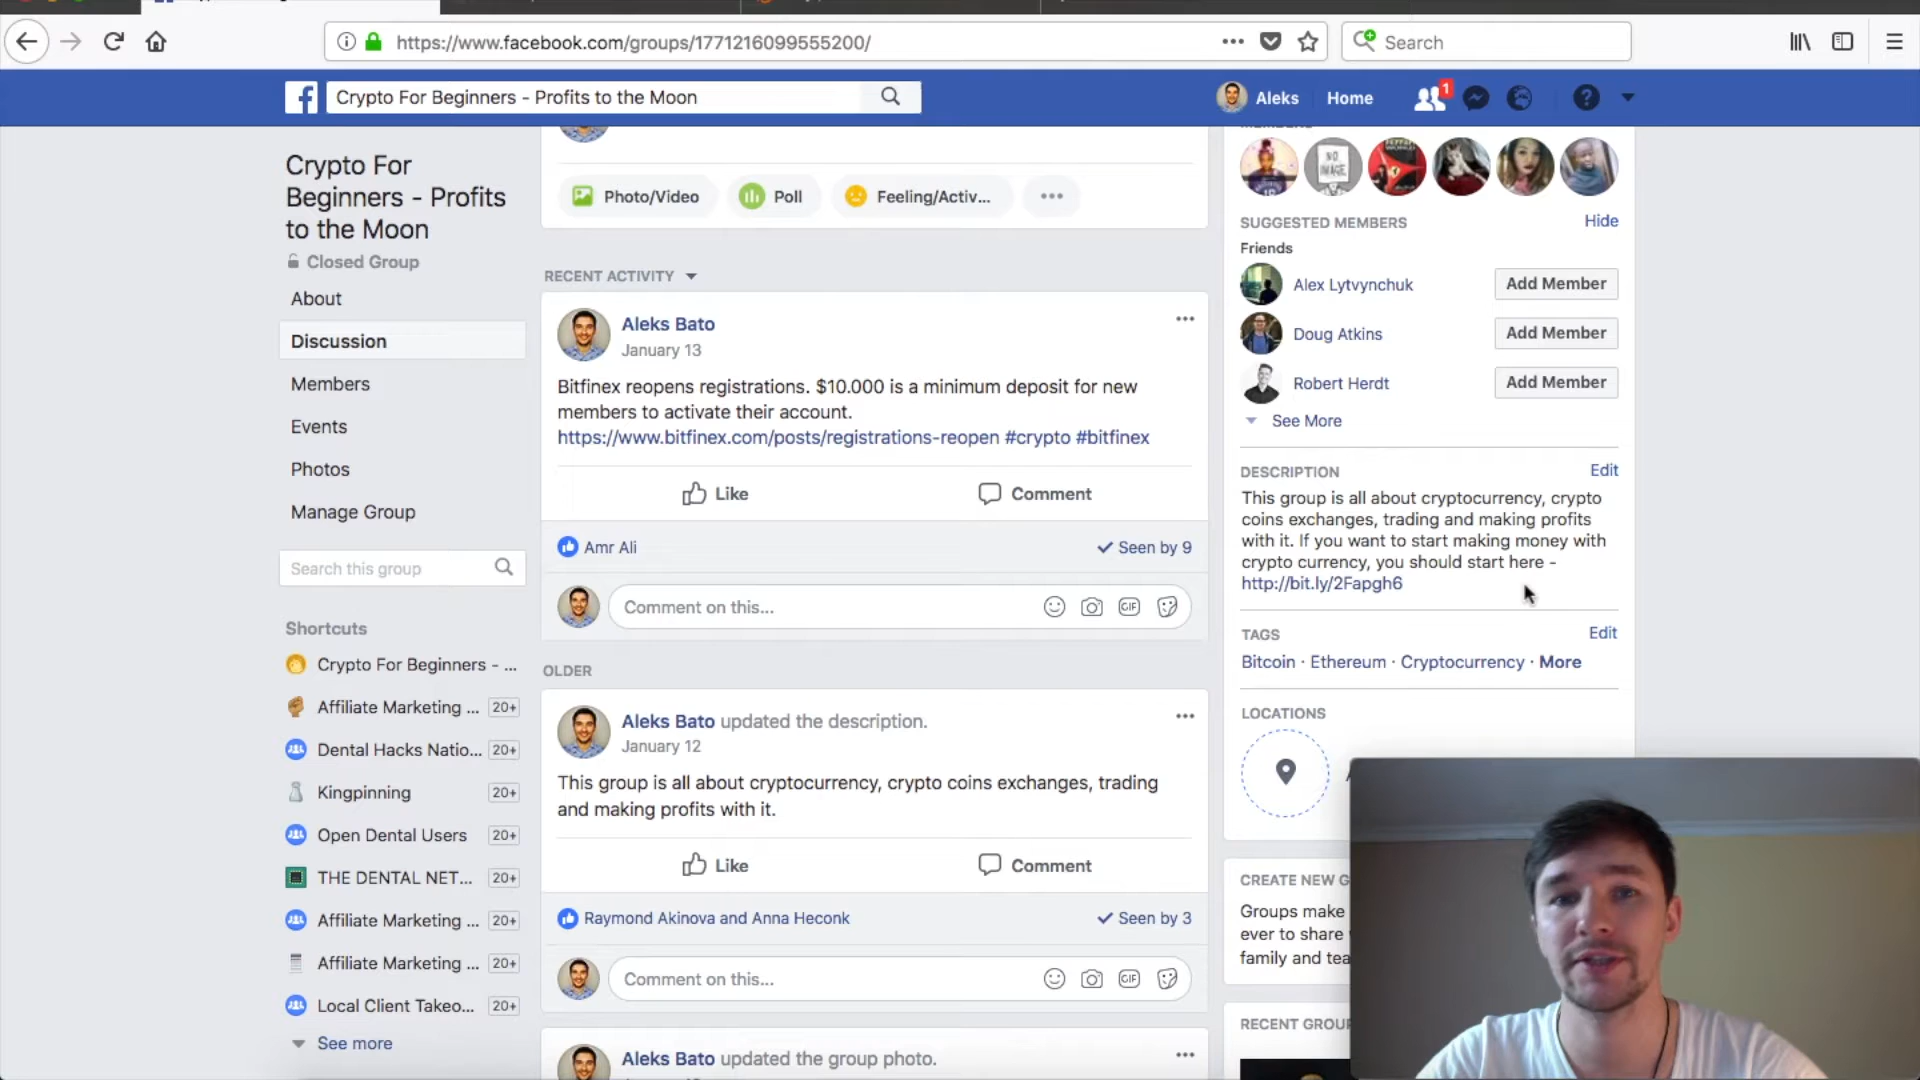 https://www.facebook.com/groups/1771216099555200/
Search
Crypto For Beginners - Profits to the Moon
Aleks
Home
1
Crypto For
Beginners - Profits
to the Moon
Closed Group
About
Discussion
Members
Events
Photos
Manage Group
Search this group
Shortcuts
Crypto For Beginners - ...
Affiliate Marketing ... 20+
Dental Hacks Natio... 20+
Kingpinning 20+
Open Dental Users 20+
THE DENTAL NET... 20+
Affiliate Marketing ... 20+
Affiliate Marketing ... 20+
Local Client Takeo... 20+
See more
Photo/Video
Poll
Feeling/Activ...
RECENT ACTIVITY
Aleks Bato
January 13
Bitfinex reopens registrations. $10.000 is a minimum deposit for new
members to activate their account.
https://www.bitfinex.com/posts/registrations-reopen #crypto #bitfinex
Like
Comment
Amr Ali
Seen by 9
Comment on this...
GIF
OLDER
Aleks Bato updated the description.
January 12
This group is all about cryptocurrency, crypto coins exchanges, trading
and making profits with it.
Like
Comment
Raymond Akinova and Anna Heconk
Seen by 3
Comment on this...
GIF
Aleks Bato updated the group photo.
MEMBERS
NO
IMAGE
SUGGESTED MEMBERS
Hide
Friends
Alex Lytvynchuk
Add Member
Doug Atkins
Add Member
Robert Herdt
Add Member
See More
DESCRIPTION
Edit
This group is all about cryptocurrency, crypto
coins exchanges, trading and making profits
with it. If you want to start making money with
crypto currency, you should start here -
http://bit.ly/2Fapgh6
TAGS
Edit
Bitcoin · Ethereum · Cryptocurrency · More
LOCATIONS
CREATE NEW G
Groups make
ever to share
family and tea
RECENT GROU